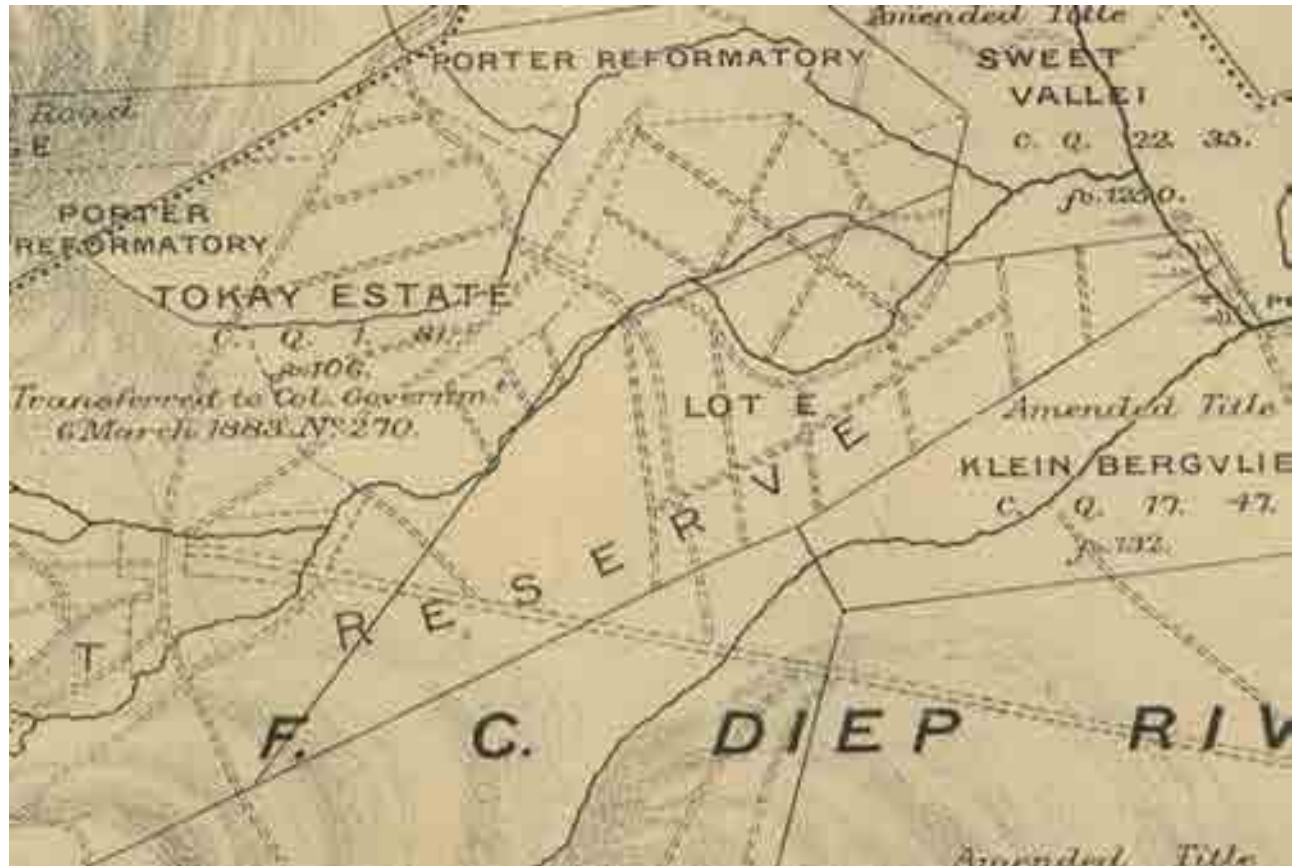 Amended Title
PORTER REFORMATORY
SWEET
VALLEI
C. Q. 22. 35.
fo. 1250.
Road
E
PORTER
REFORMATORY
TOKAY ESTATE
C. Q. 1.
fo 106.
Transferred to Col. Governm.t
6 March 1883. No 270.
LOT E
RESERVE
Amended Title
KLEIN BERGVLIE
C. Q. 17. 47.
fo. 132.
T
F. C. DIEP RIV
Amended Title